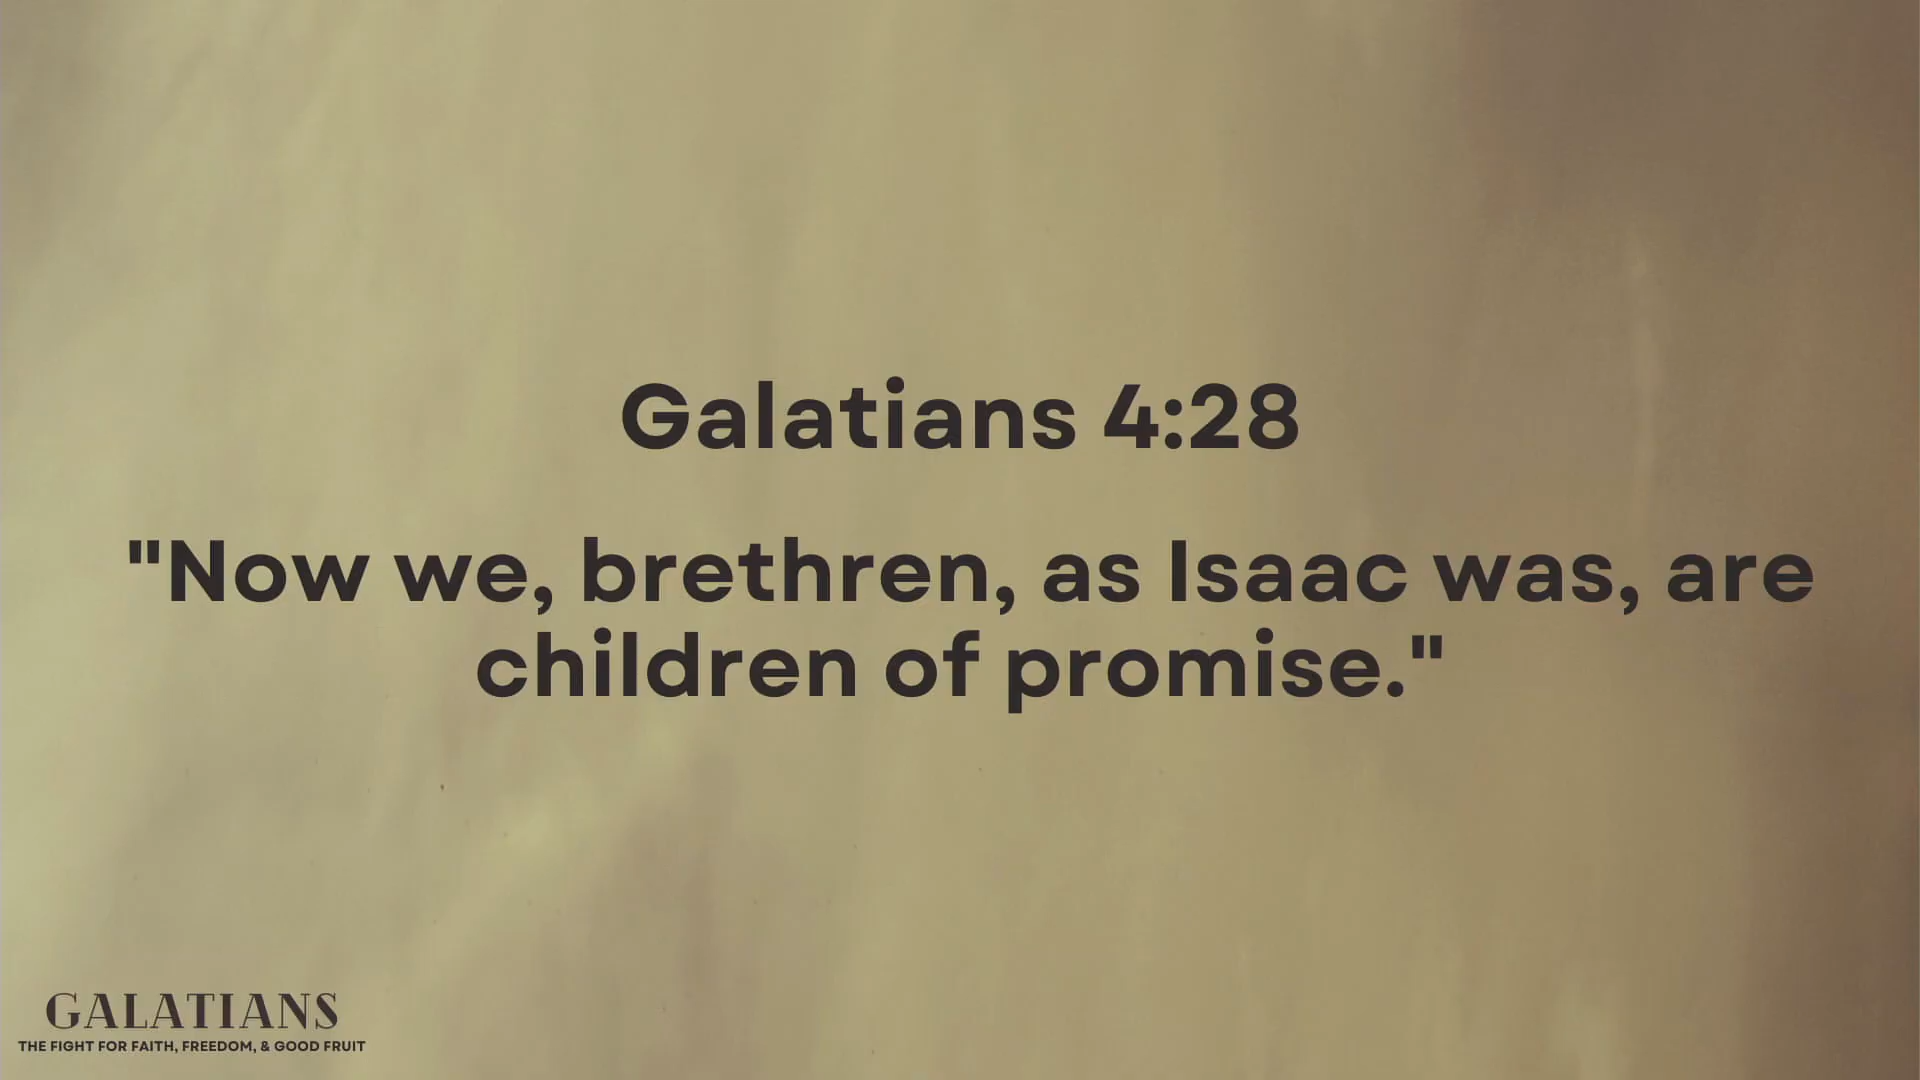 Galatians 4:28
"Now we, brethren, as Isaac was, are
children of promise."
GALATIANS
THE FIGHT FOR FAITH, FREEDOM, & GOOD FRUIT